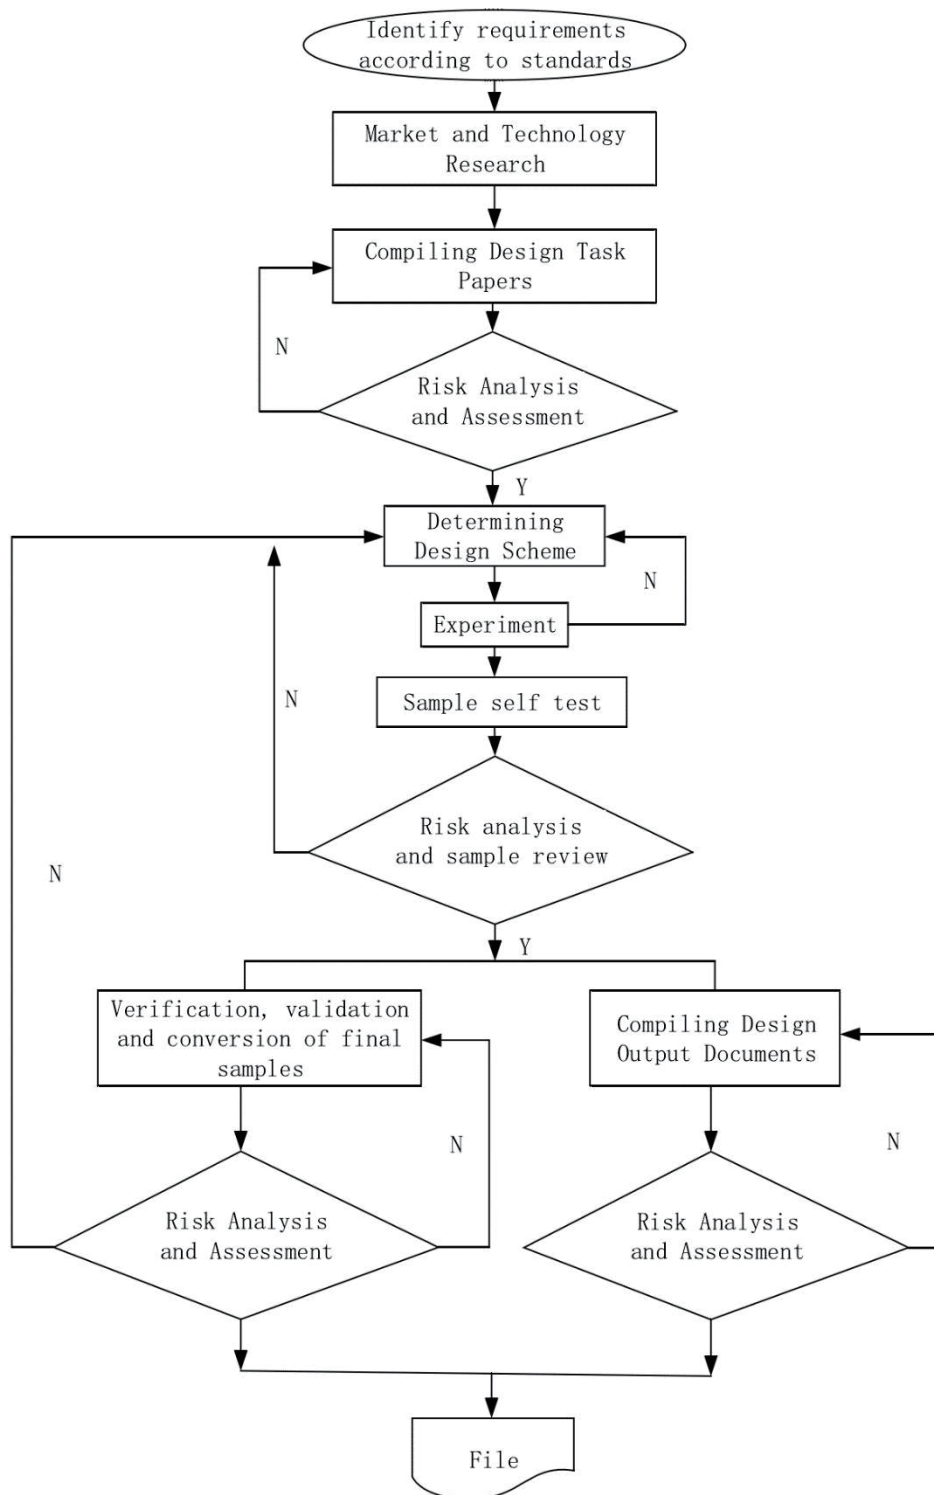 Identify requirements
according to standards
Market and Technology
Research
Compiling Design Task
Papers
N
Risk Analysis
and Assessment
Y
Determining
Design Scheme
N
Experiment
N
Sample self test
Risk analysis
and sample review
N
Y
Verification, validation
and conversion of final
samples
Compiling Design
Output Documents
N
N
Risk Analysis
and Assessment
Risk Analysis
and Assessment
File